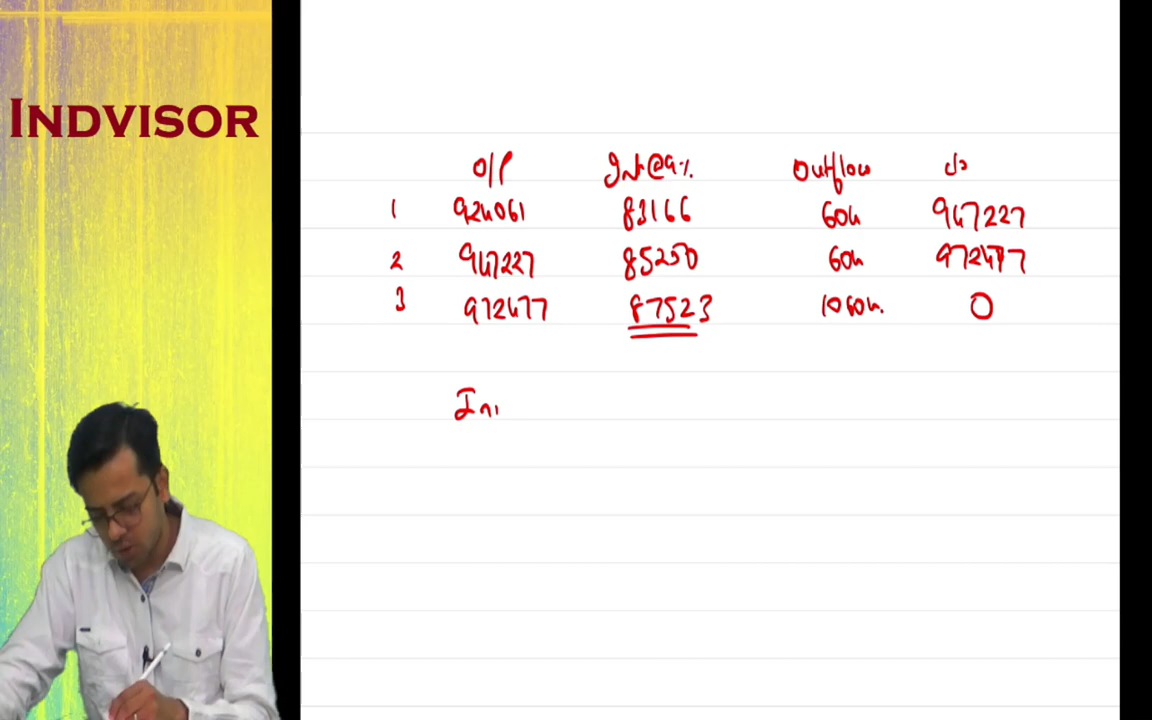 INDVISOR
O/P Int@9% Outflow
1 924061 83166 60k 947227
2 947227 85250 60k 972477
3 972477 87523 1060k. 0